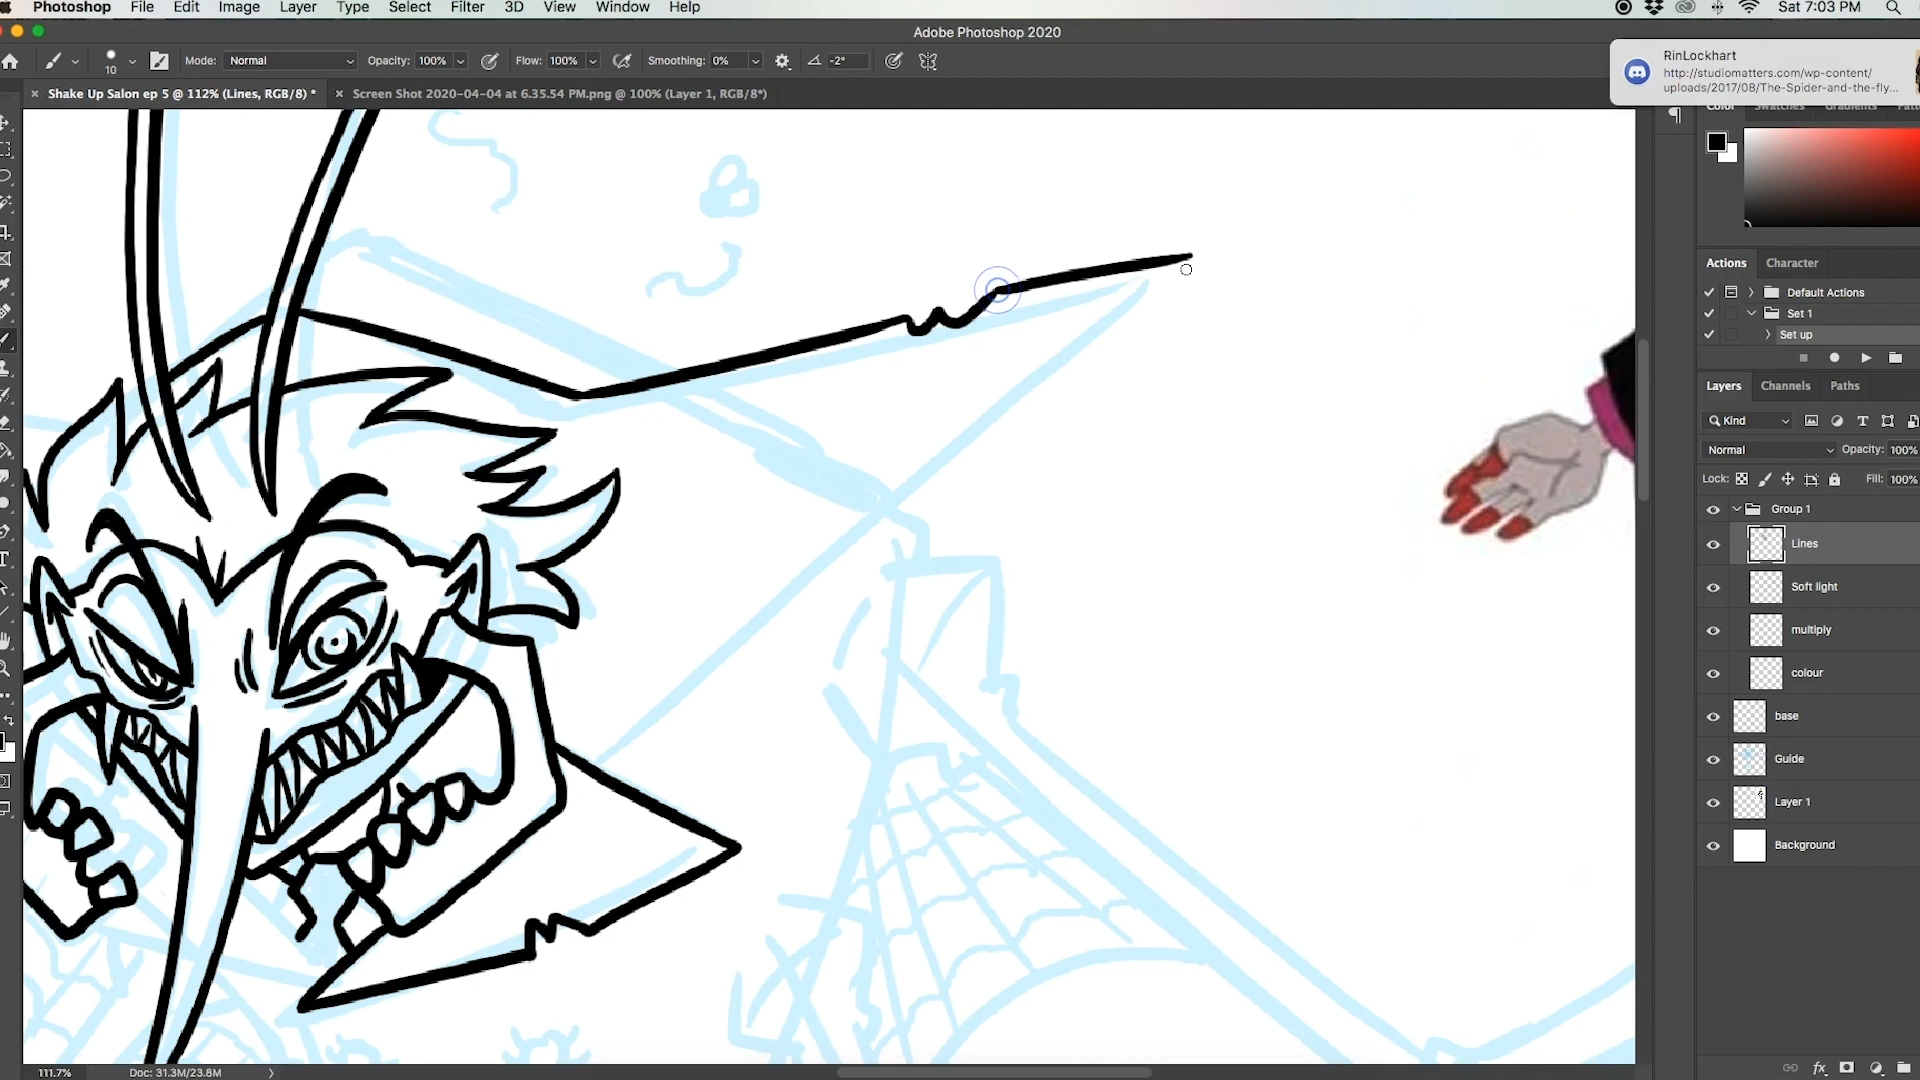 Photoshop File Edit Image Layer Type Select Filter 3D View Window Help Sat 7:03 PM
Adobe Photoshop 2020
10 Mode: Normal Opacity: 100% Flow: 100% Smoothing: 0% -2°
RinLockhart
http://studiomatters.com/wp-content/
uploads/2017/08/The-Spider-and-the-fly...
Shake Up Salon ep 5 @ 112% (Lines, RGB/8) * Screen Shot 2020-04-04 at 6.35.54 PM.png @ 100% (Layer 1, RGB/8*)
Color Swatches Gradients
Actions Character
Default Actions
Set 1
Set up
Layers Channels Paths
Kind
Normal Opacity: 100%
Lock: Fill: 100%
Group 1
Lines
Soft light
multiply
colour
base
Guide
Layer 1
Background
fx
111.7% Doc: 31.3M/23.8M